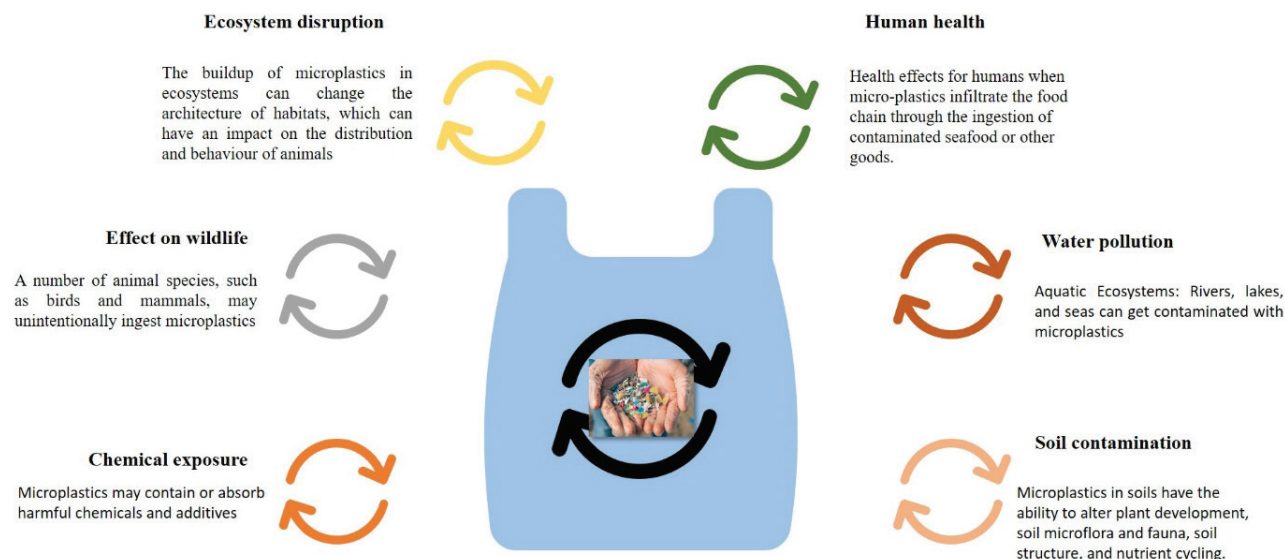 Ecosystem disruption
The buildup of microplastics in
ecosystems can change the
architecture of habitats, which can
have an impact on the distribution
and behaviour of animals
Human health
Health effects for humans when
micro-plastics infiltrate the food
chain through the ingestion of
contaminated seafood or other
goods.
Effect on wildlife
A number of animal species, such
as birds and mammals, may
unintentionally ingest microplastics
Water pollution
Aquatic Ecosystems: Rivers, lakes,
and seas can get contaminated with
microplastics
Chemical exposure
Microplastics may contain or absorb
harmful chemicals and additives
Soil contamination
Microplastics in soils have the
ability to alter plant development,
soil microflora and fauna, soil
structure, and nutrient cycling.